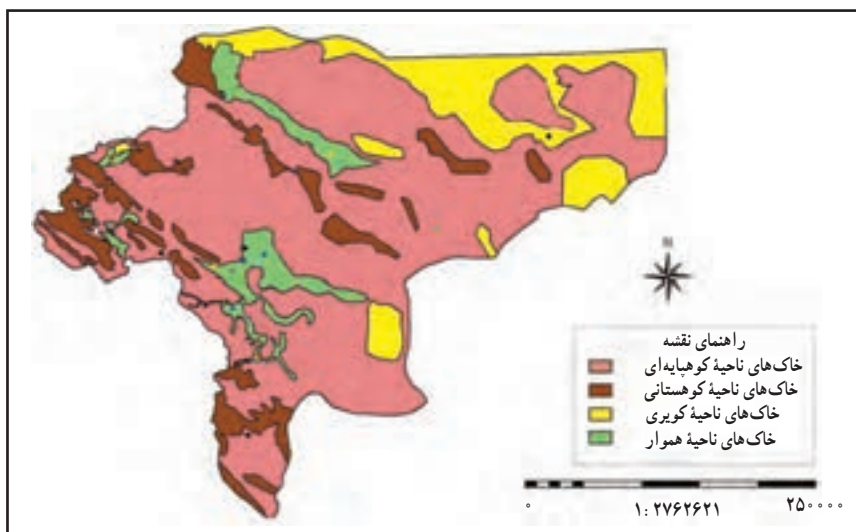 N
راهنمای نقشه
خاک‌های ناحیهٔ کوهپایه‌ای
خاک‌های ناحیهٔ کوهستانی
خاک‌های ناحیهٔ کویری
خاک‌های ناحیهٔ هموار
۰ ۱:۲۷۶۲۶۲۱ ۲۵۰۰۰۰